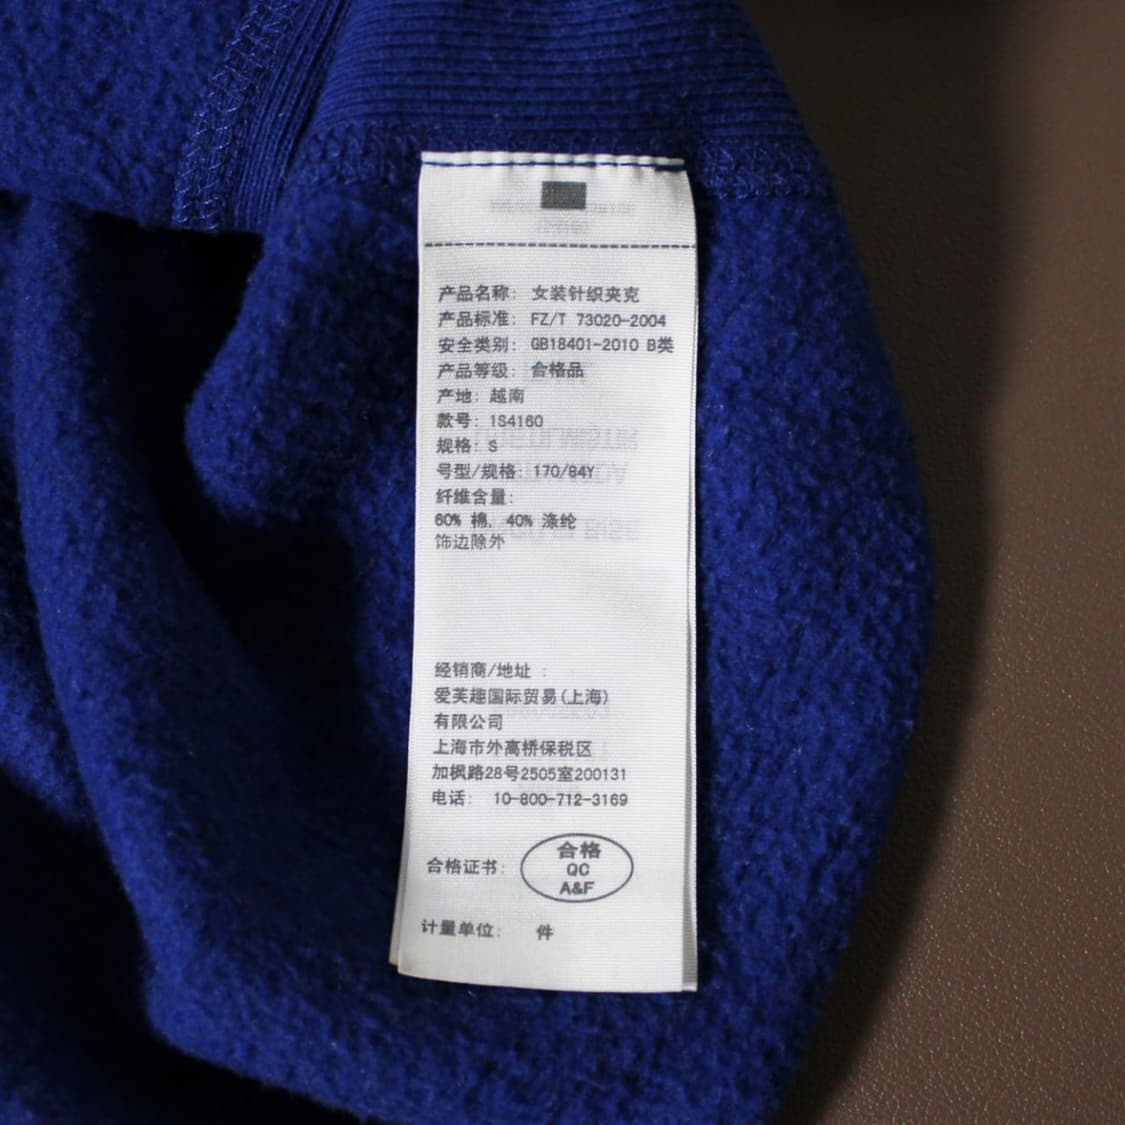 产品名称: 女装针织夹克
产品标准: FZ/T 73020-2004
安全类别: GB18401-2010 B类
产品等级: 合格品
产地: 越南
款号: 1S4160
规格: S
号型/规格: 170/84Y
纤维含量:
60% 棉, 40% 涤纶
饰边除外
经销商/地址 :
爱芙趣国际贸易(上海)
有限公司
上海市外高桥保税区
加枫路28号2505室200131
电话: 10-800-712-3169
合格证书:
合格
QC
A&F
计量单位: 件